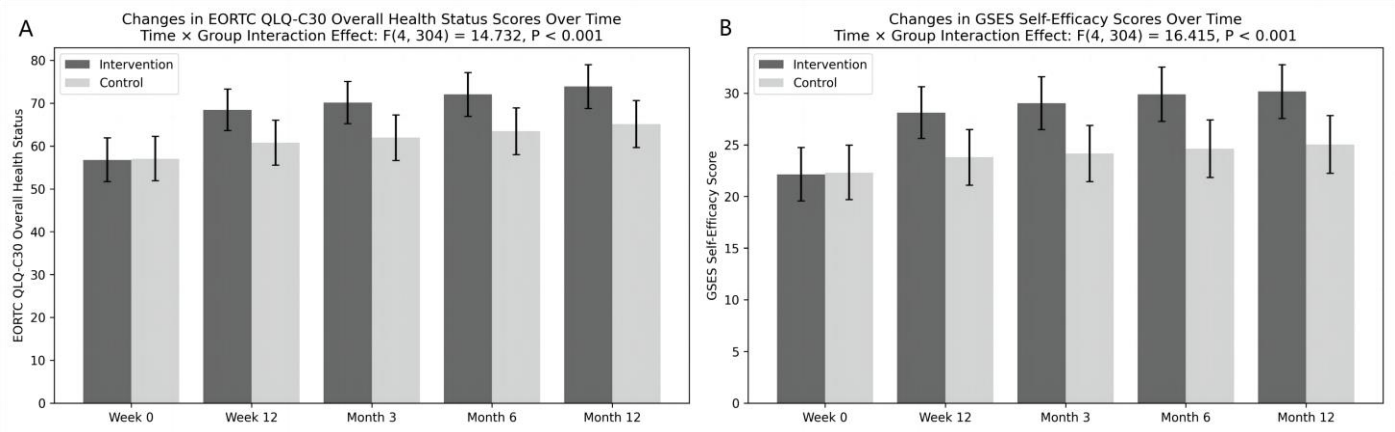 A
Changes in EORTC QLQ-C30 Overall Health Status Scores Over Time
Time × Group Interaction Effect: F(4, 304) = 14.732, P < 0.001
Intervention
Control
EORTC QLQ-C30 Overall Health Status
80
70
60
50
40
30
20
10
0
Week 0 Week 12 Month 3 Month 6 Month 12
B
Changes in GSES Self-Efficacy Scores Over Time
Time × Group Interaction Effect: F(4, 304) = 16.415, P < 0.001
Intervention
Control
GSES Self-Efficacy Score
30
25
20
15
10
5
0
Week 0 Week 12 Month 3 Month 6 Month 12